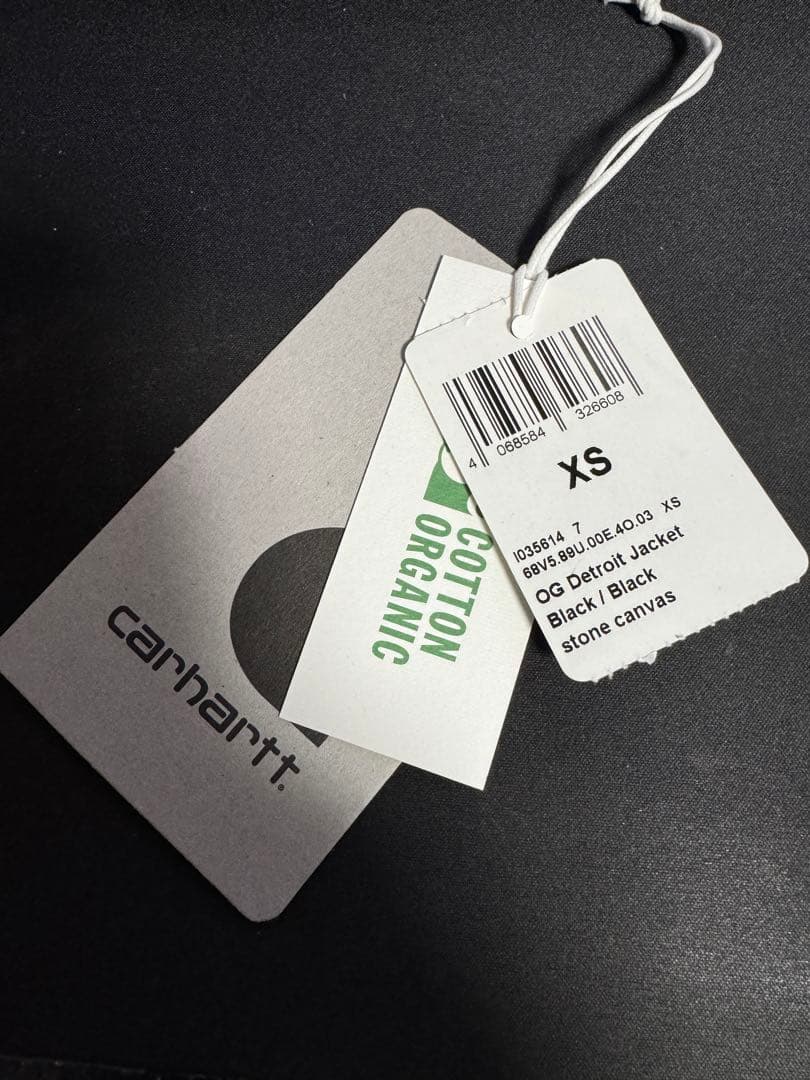 4 068584 326608
XS
I035614 7
68V5.89U.00E.4O.03 XS
OG Detroit Jacket
Black / Black
stone canvas
COTTON
ORGANIC
carhartt®